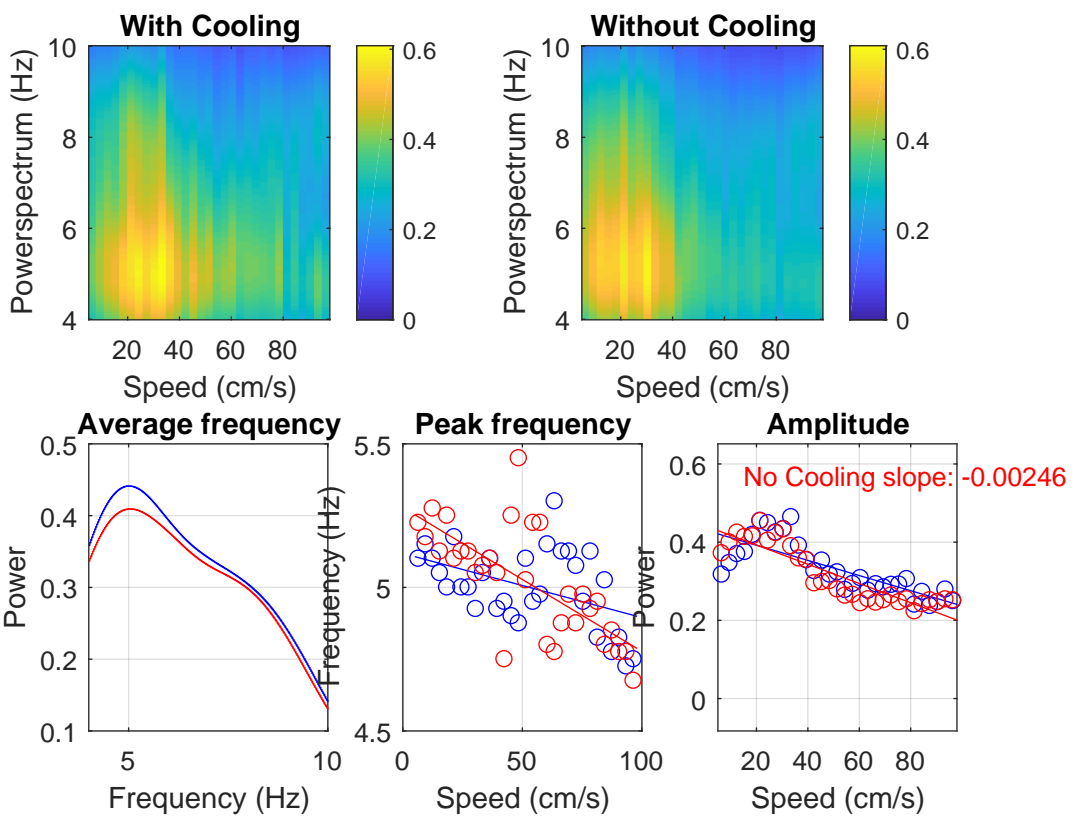 With Cooling
Without Cooling
Powerspectrum (Hz)
10
8
6
4
20 40 60 80
Speed (cm/s)
0.6
0.4
0.2
0
Powerspectrum (Hz)
10
8
6
4
20 40 60 80
Speed (cm/s)
0.6
0.4
0.2
0
Average frequency
Power
0.5
0.4
0.3
0.2
0.1
5 10
Frequency (Hz)
Peak frequency
Frequency (Hz)
5.5
5
4.5
0 50 100
Speed (cm/s)
Amplitude
No Cooling slope: -0.00246
Power
0.6
0.4
0.2
0
20 40 60 80
Speed (cm/s)